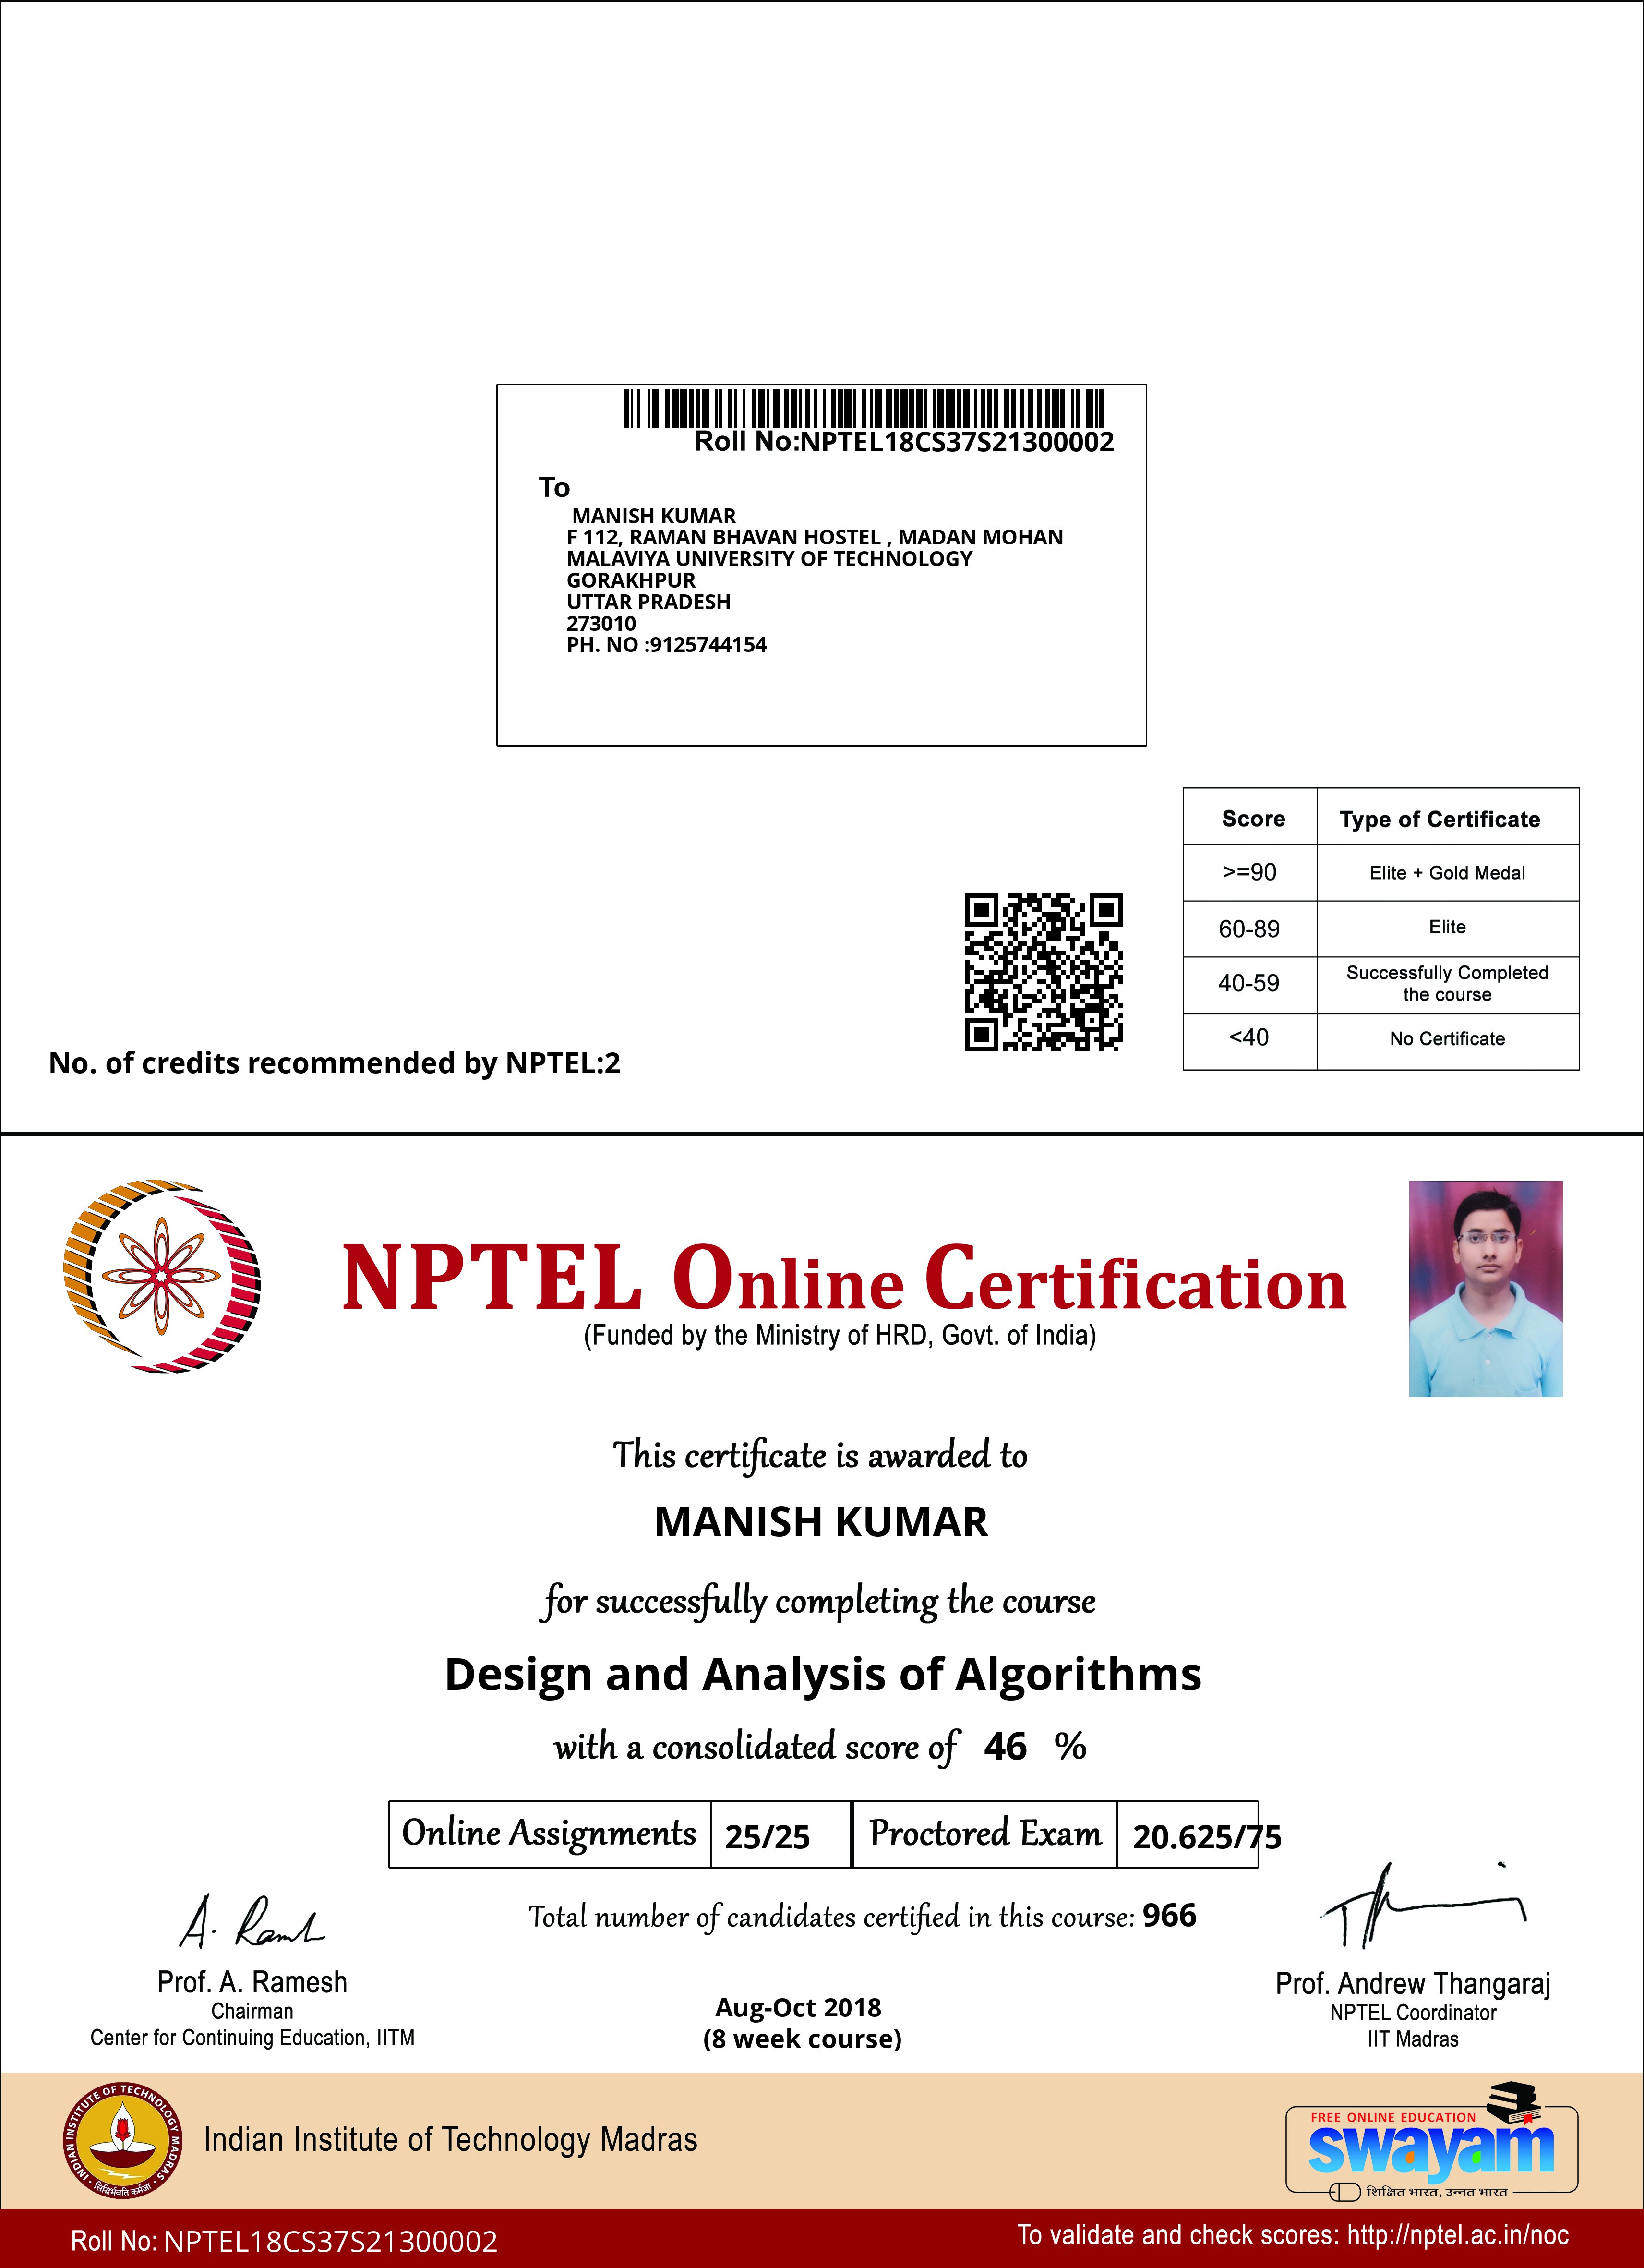 Roll No:NPTEL18CS37S21300002
To
MANISH KUMAR
F 112, RAMAN BHAVAN HOSTEL , MADAN MOHAN
MALAVIYA UNIVERSITY OF TECHNOLOGY
GORAKHPUR
UTTAR PRADESH
273010
PH. NO :9125744154
Score Type of Certificate
>=90 Elite + Gold Medal
60-89 Elite
40-59 Successfully Completed
the course
<40 No Certificate
No. of credits recommended by NPTEL:2
NPTEL Online Certification
(Funded by the Ministry of HRD, Govt. of India)
This certificate is awarded to
MANISH KUMAR
for successfully completing the course
Design and Analysis of Algorithms
with a consolidated score of 46 %
Online Assignments 25/25 Proctored Exam 20.625/75
Total number of candidates certified in this course: 966
A. Ramesh
Prof. A. Ramesh
Chairman
Center for Continuing Education, IITM
Aug-Oct 2018
(8 week course)
Prof. Andrew Thangaraj
NPTEL Coordinator
IIT Madras
INDIAN INSTITUTE OF TECHNOLOGY MADRAS
सिद्धिर्भवति कर्मजा
Indian Institute of Technology Madras
FREE ONLINE EDUCATION
swayam
शिक्षित भारत, उन्नत भारत
Roll No: NPTEL18CS37S21300002
To validate and check scores: http://nptel.ac.in/noc